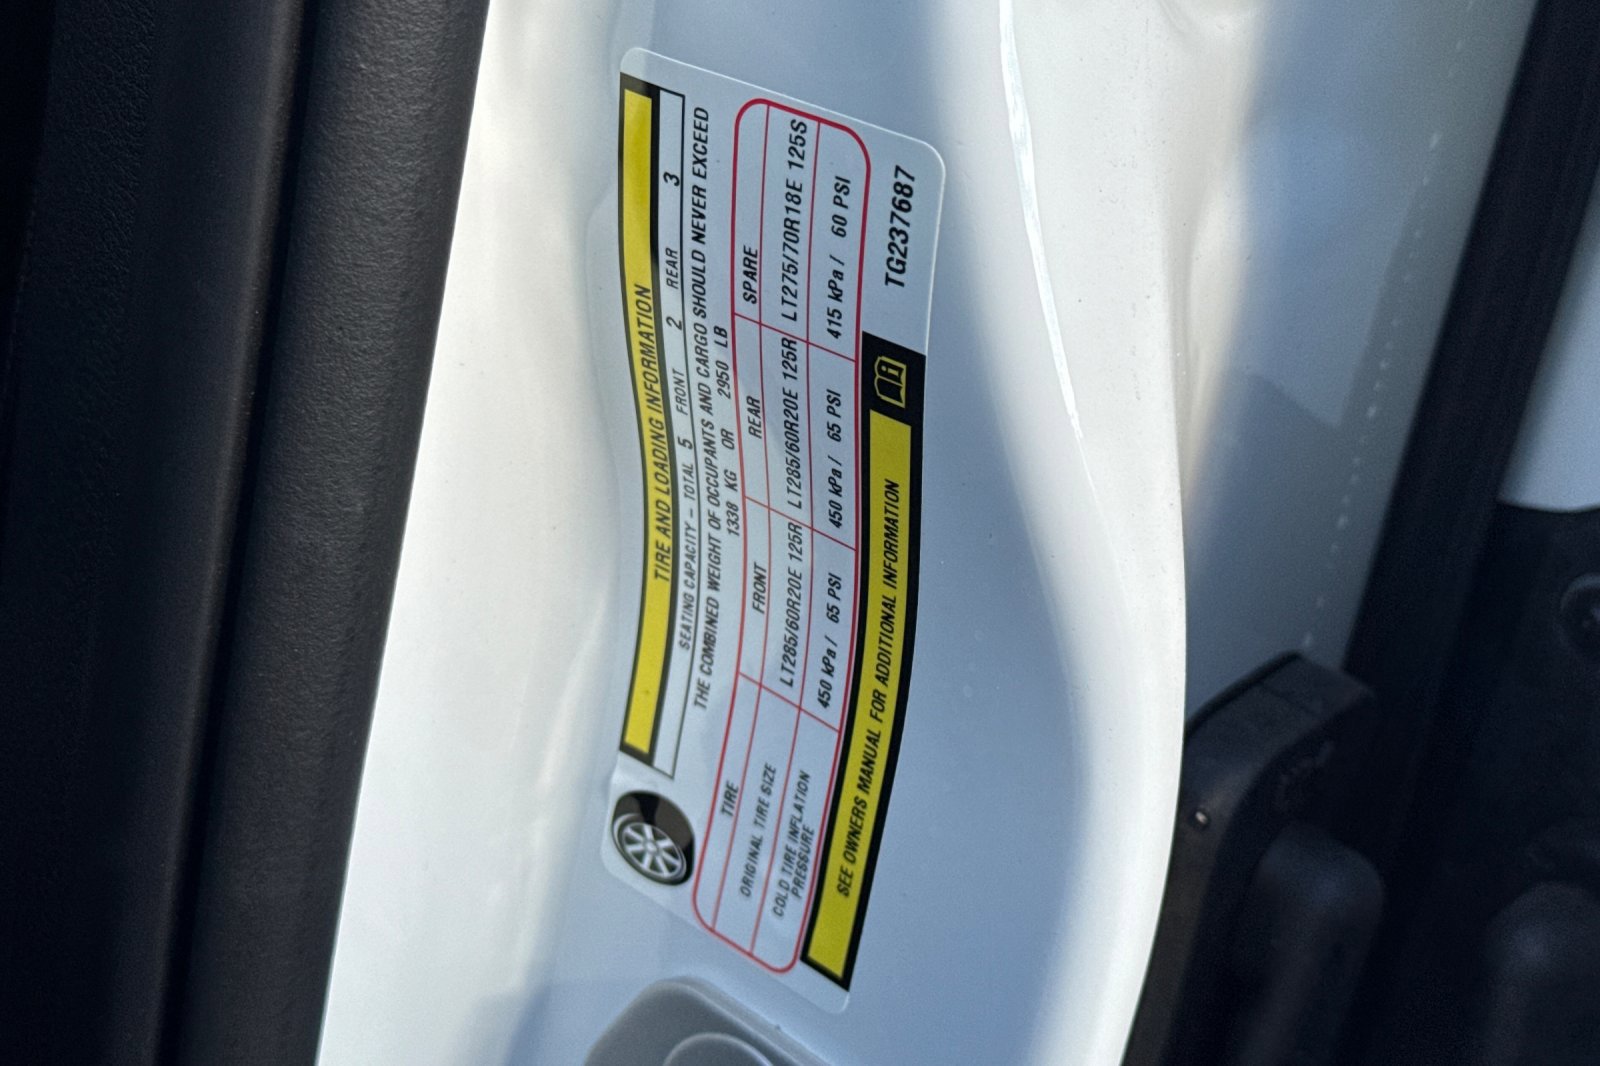 TIRE AND LOADING INFORMATION
SEATING CAPACITY - TOTAL 5 FRONT 2 REAR 3
THE COMBINED WEIGHT OF OCCUPANTS AND CARGO SHOULD NEVER EXCEED
1338 KG OR 2950 LB
TIRE FRONT REAR SPARE
ORIGINAL TIRE SIZE LT285/60R20E 125R LT285/60R20E 125R LT275/70R18E 125S
COLD TIRE INFLATION PRESSURE 450 kPa / 65 PSI 450 kPa / 65 PSI 415 kPa / 60 PSI
SEE OWNERS MANUAL FOR ADDITIONAL INFORMATION
TG237687